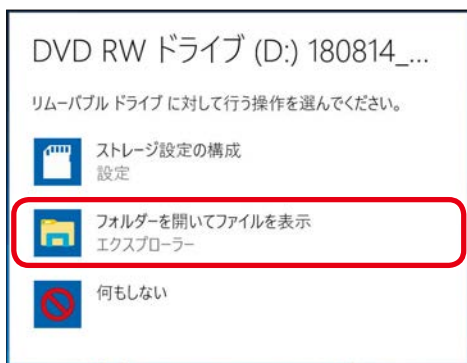 DVD RW ドライブ (D:) 180814_...
リムーバブル ドライブ に対して行う操作を選んでください。
ストレージ設定の構成
設定
フォルダーを開いてファイルを表示
エクスプローラー
何もしない